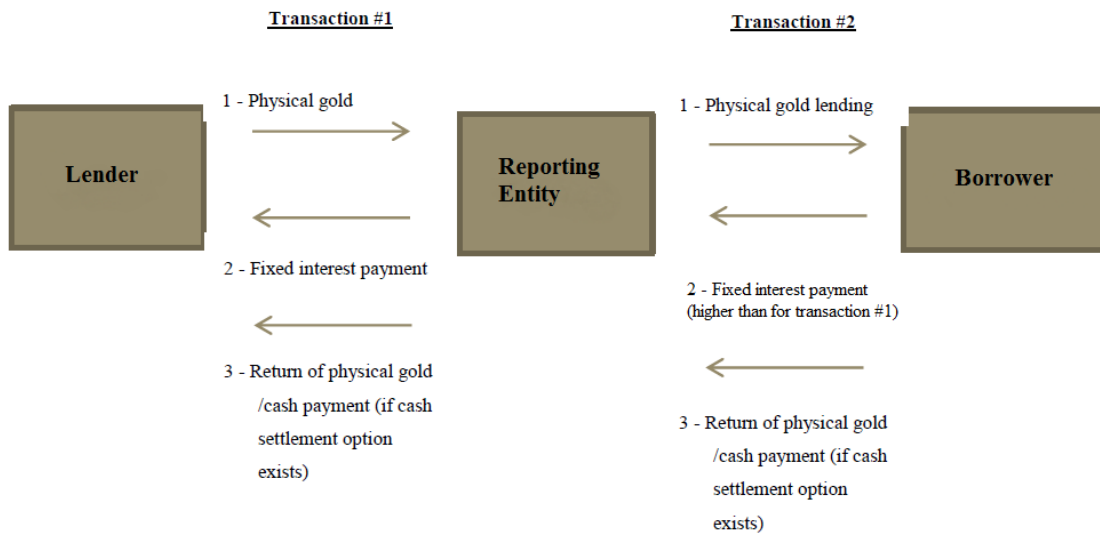 Transaction #1
Transaction #2
1 - Physical gold
1 - Physical gold lending
Lender
Reporting
Entity
Borrower
2 - Fixed interest payment
2 - Fixed interest payment
(higher than for transaction #1)
3 - Return of physical gold
/cash payment (if cash
settlement option
exists)
3 - Return of physical gold
/cash payment (if cash
settlement option
exists)